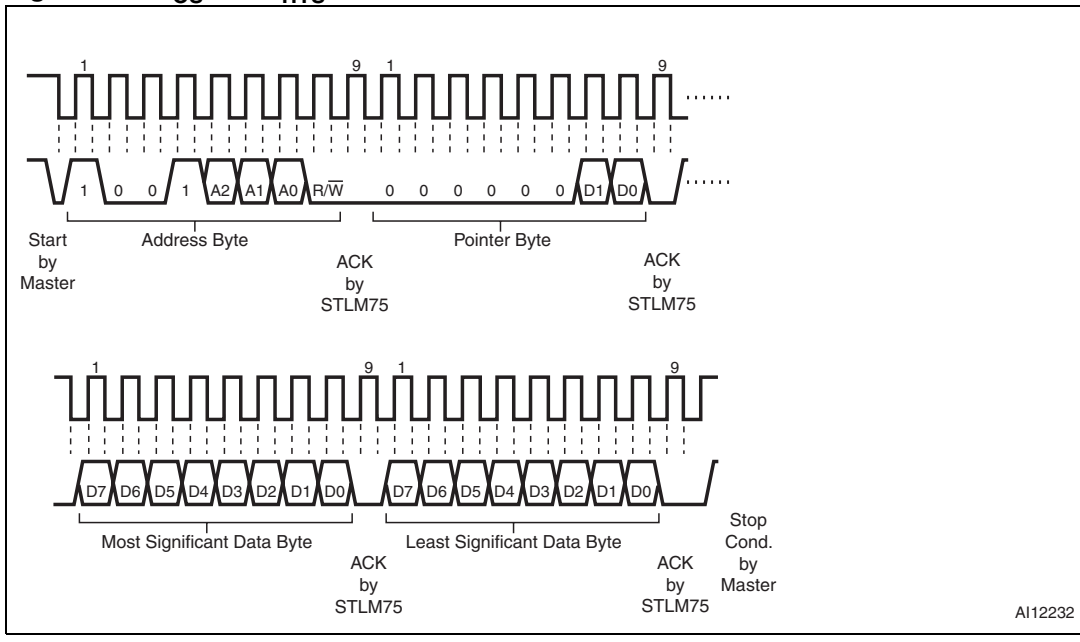 1 9 1 9
1 0 0 1 A2 A1 A0 R/W̅ 0 0 0 0 0 0 D1 D0
Address Byte Pointer Byte
Start
by
Master
ACK
by
STLM75
ACK
by
STLM75
1 9 1 9
D7 D6 D5 D4 D3 D2 D1 D0 D7 D6 D5 D4 D3 D2 D1 D0
Most Significant Data Byte Least Significant Data Byte
ACK
by
STLM75
ACK
by
STLM75
Stop
Cond.
by
Master
AI12232